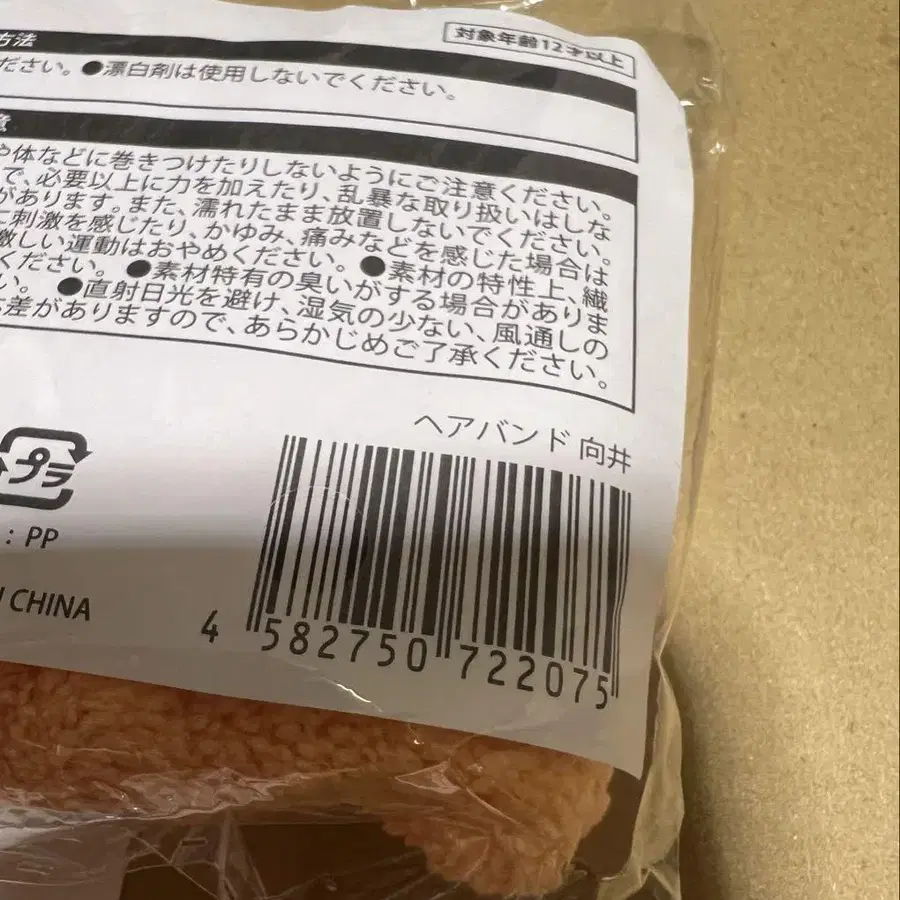 対象年齢12才以上
方法
ださい。●漂白剤は使用しないでください。
意
や体などに巻きつけたりしないようにご注意ください。
で、必要以上に力を加えたり、乱暴な取り扱いはしな
があります。また、濡れたまま放置しないでください。
に刺激を感じたり、かゆみ、痛みなどを感じた場合は
激しい運動はおやめください。●素材の特性上、繊
ください。●素材特有の臭いがする場合がありま
い。●直射日光を避け、湿気の少ない、風通しの
差がありますので、あらかじめご了承ください。
ヘアバンド 向井
プラ
: PP
CHINA
4 582750 722075